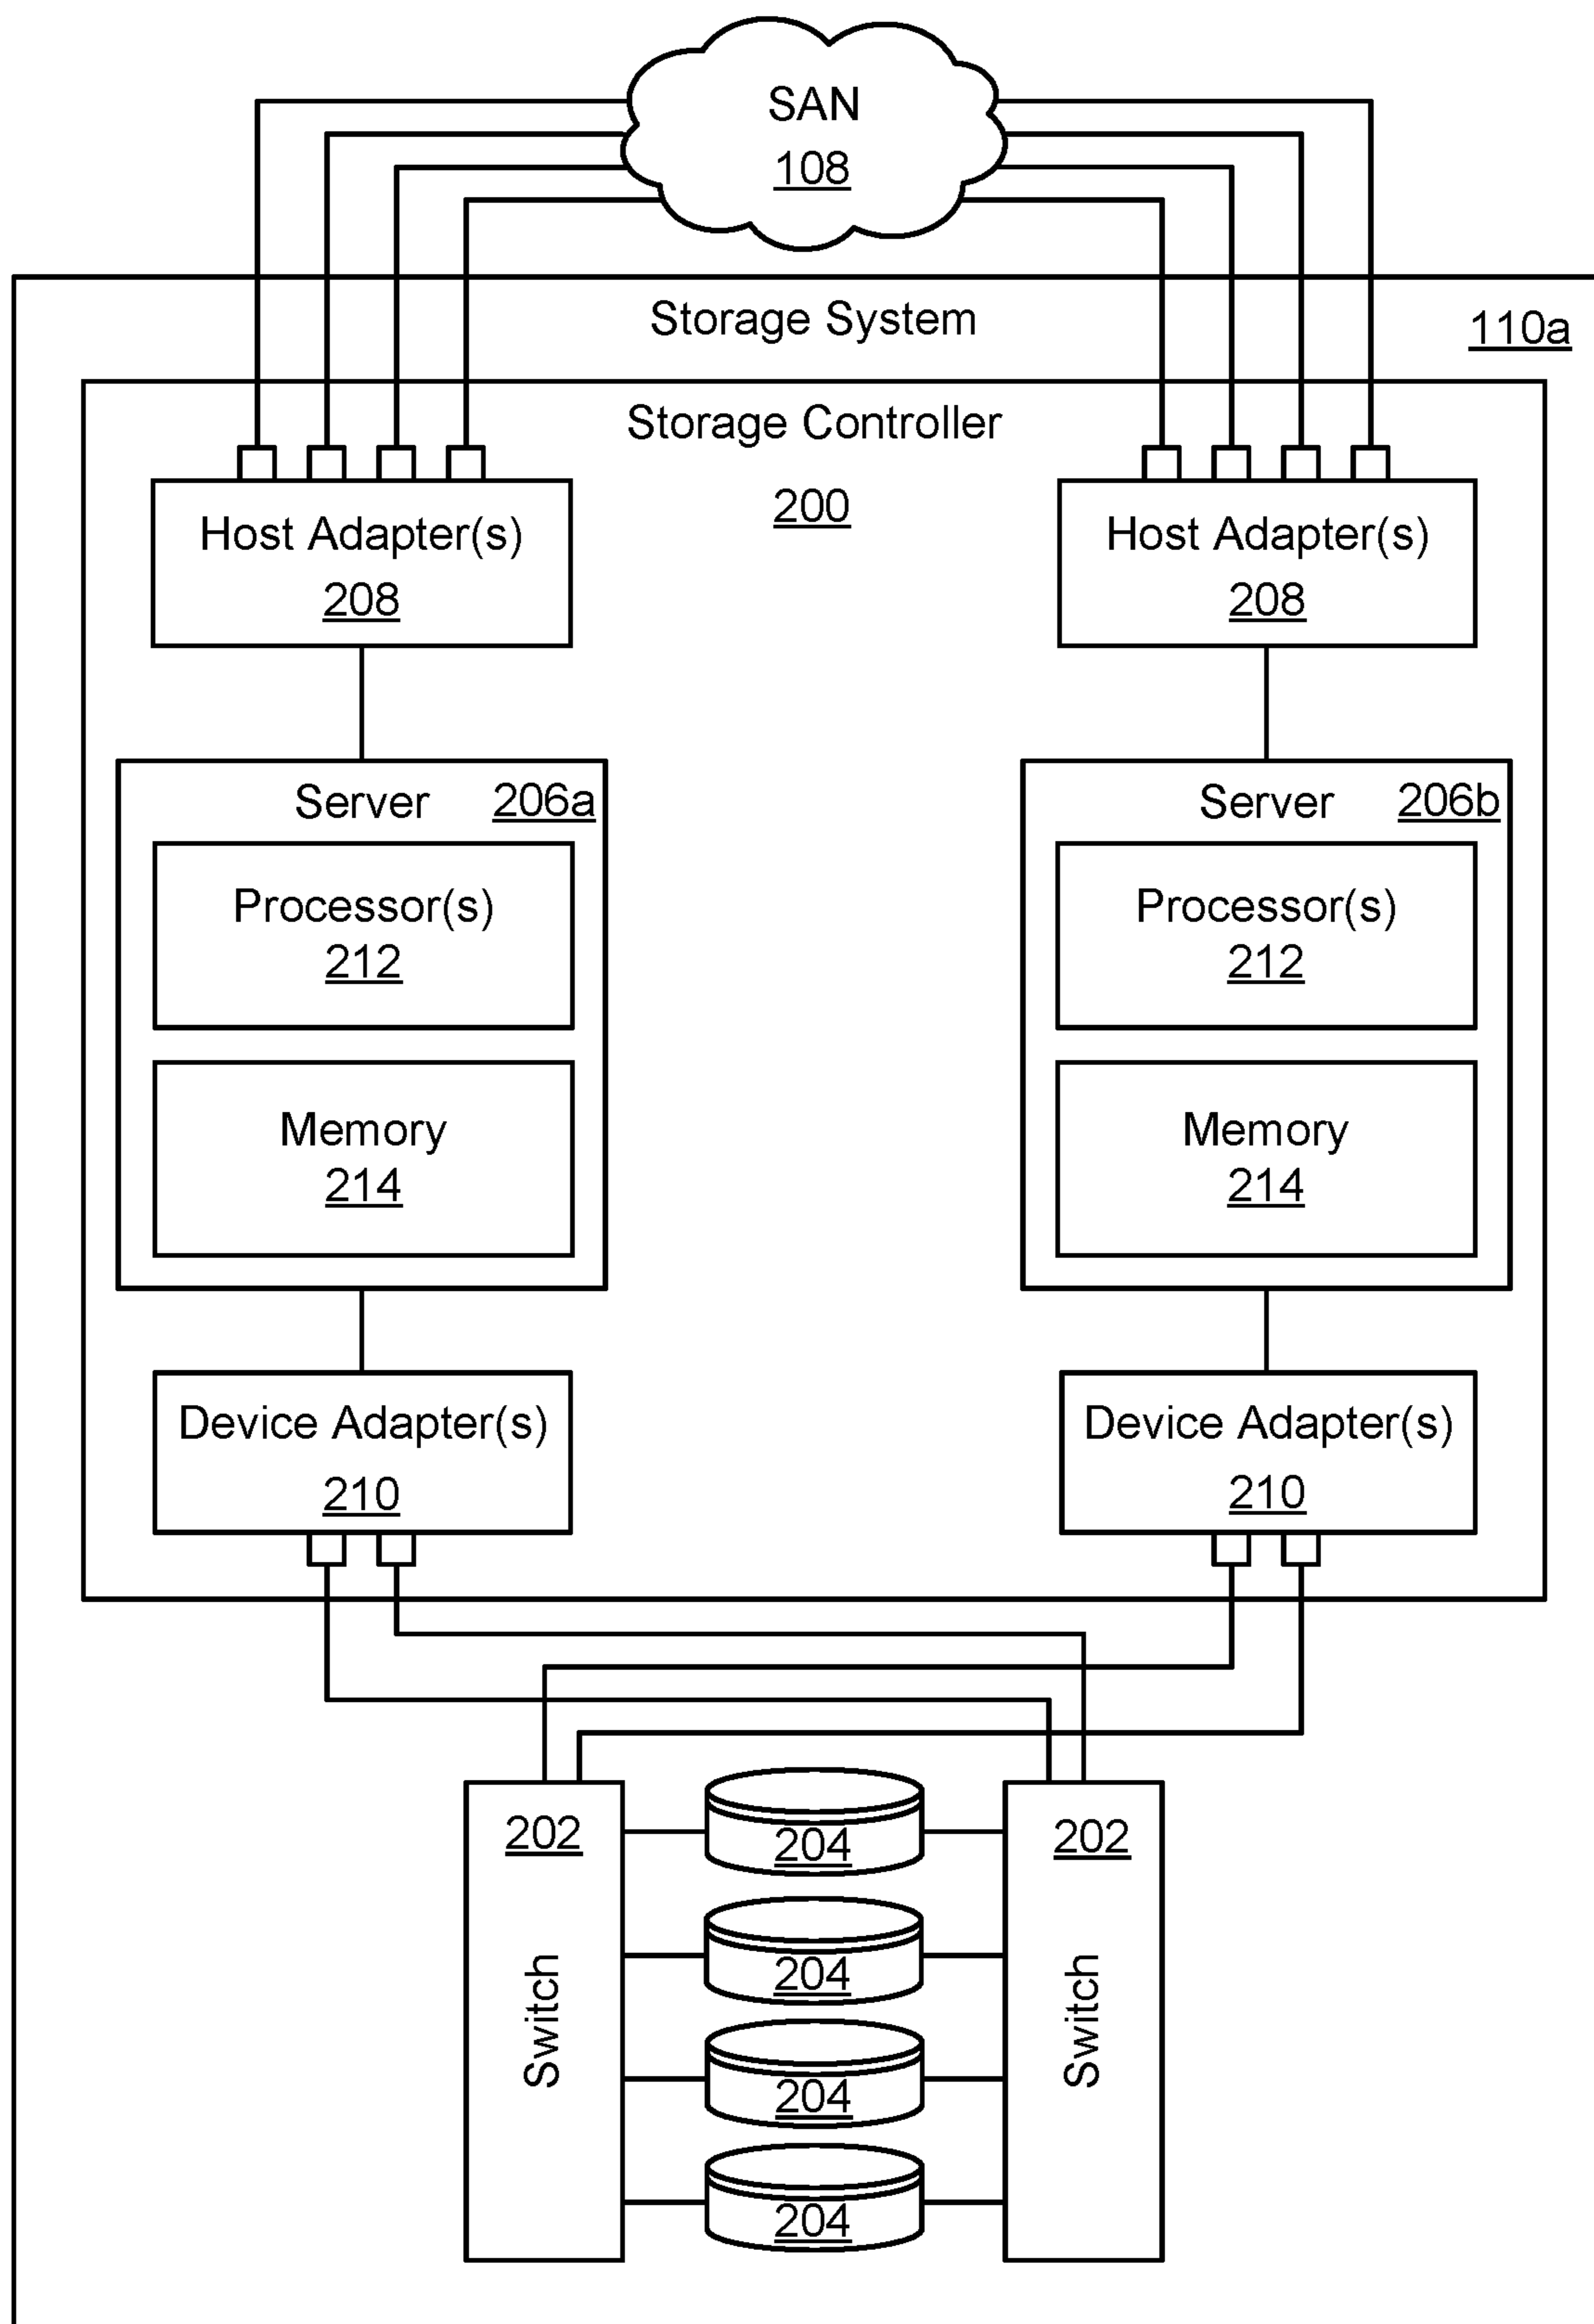 SAN
108
Storage System
110a
Storage Controller
200
Host Adapter(s)
208
Host Adapter(s)
208
Server 206a
Processor(s)
212
Memory
214
Server 206b
Processor(s)
212
Memory
214
Device Adapter(s)
210
Device Adapter(s)
210
202
Switch
204
204
204
204
202
Switch